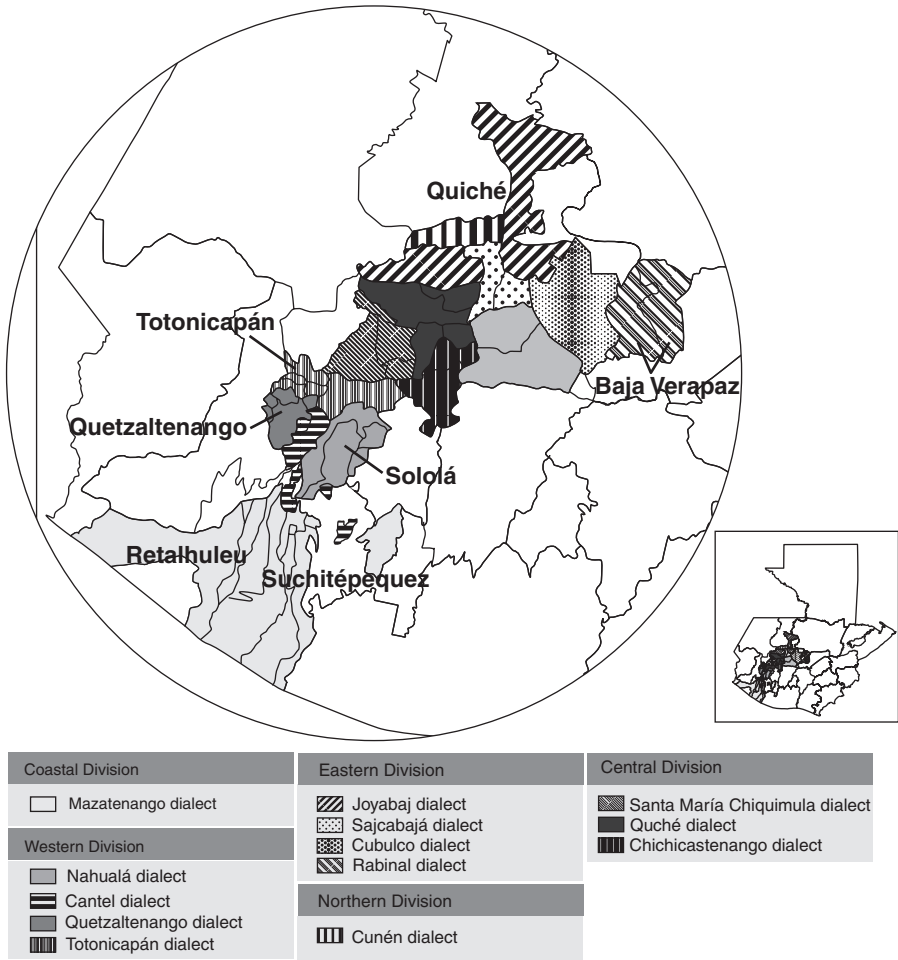 Quiché
Totonicapán
Baja Verapaz
Quetzaltenango
Sololá
Retalhuleu
Suchitépequez
Coastal Division
Mazatenango dialect
Western Division
Nahualá dialect
Cantel dialect
Quetzaltenango dialect
Totonicapán dialect
Eastern Division
Joyabaj dialect
Sajcabajá dialect
Cubulco dialect
Rabinal dialect
Northern Division
Cunén dialect
Central Division
Santa María Chiquimula dialect
Quché dialect
Chichicastenango dialect